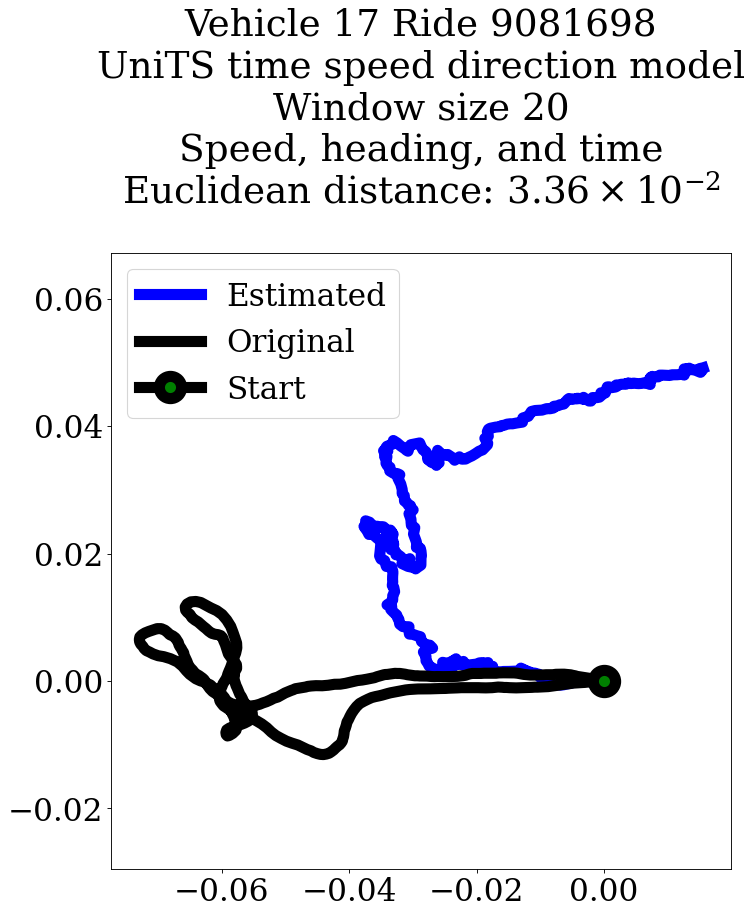 Vehicle 17 Ride 9081698
UniTS time speed direction model
Window size 20
Speed, heading, and time
Euclidean distance: 3.36 × 10⁻²
Estimated
Original
Start
0.06
0.04
0.02
0.00
−0.02
−0.06 −0.04 −0.02 0.00